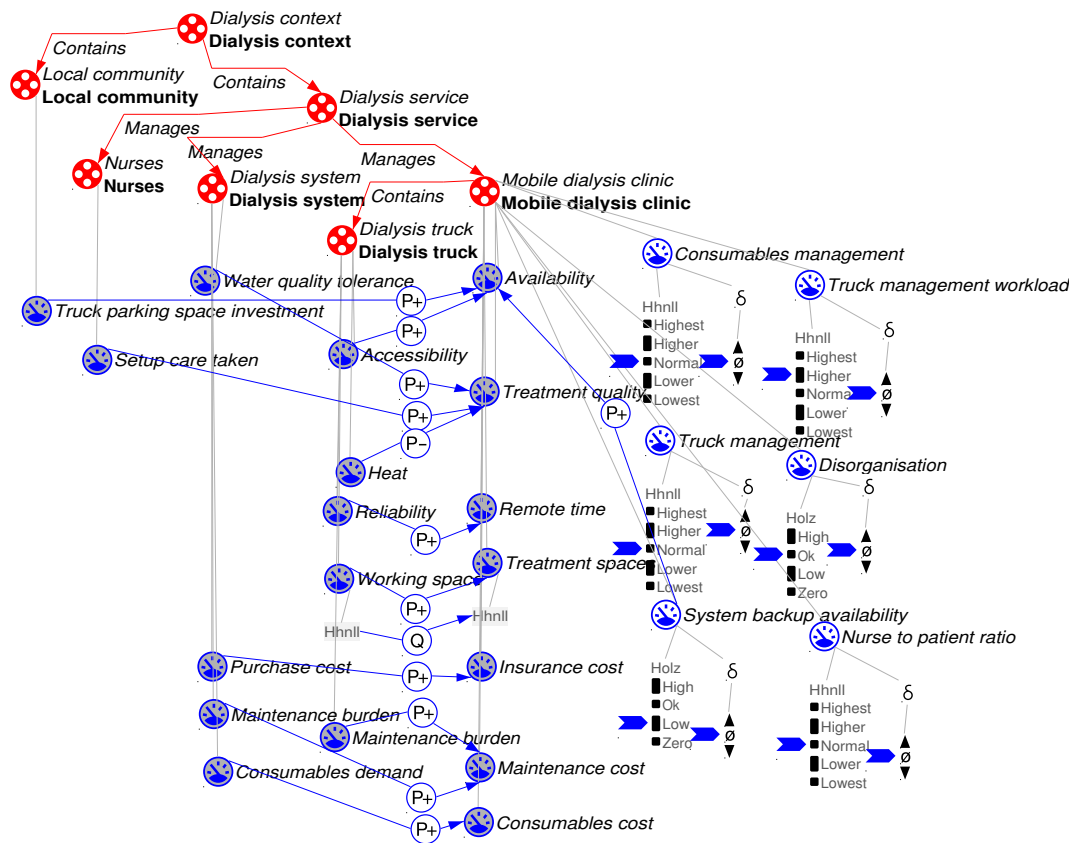 Dialysis context
Dialysis context
Contains
Local community
Local community
Contains
Dialysis service
Dialysis service
Manages
Manages
Manages
Nurses
Nurses
Dialysis system
Dialysis system
Contains
Mobile dialysis clinic
Mobile dialysis clinic
Dialysis truck
Dialysis truck
Consumables management
Water quality tolerance
Availability
Truck management workload
δ
Truck parking space investment
P+
P+
Hhnll
Highest
Higher
Normal
Lower
Lowest
ø
δ
Hhnll
Highest
Higher
Normal
Lower
Lowest
ø
Setup care taken
Accessibility
P+
Treatment quality
P+
P+
P−
Truck management
Heat
Disorganisation
δ
Hhnll
Highest
Higher
Normal
Lower
Lowest
ø
δ
Holz
High
Ok
Low
Zero
ø
Reliability
Remote time
P+
Working space
Treatment spaces
P+
Hhnll
Hhnll
Q
System backup availability
Nurse to patient ratio
Purchase cost
P+
Insurance cost
δ
Holz
High
Ok
Low
Zero
ø
δ
Hhnll
Highest
Higher
Normal
Lower
Lowest
ø
Maintenance burden
P+
Maintenance burden
Consumables demand
Maintenance cost
P+
P+
Consumables cost